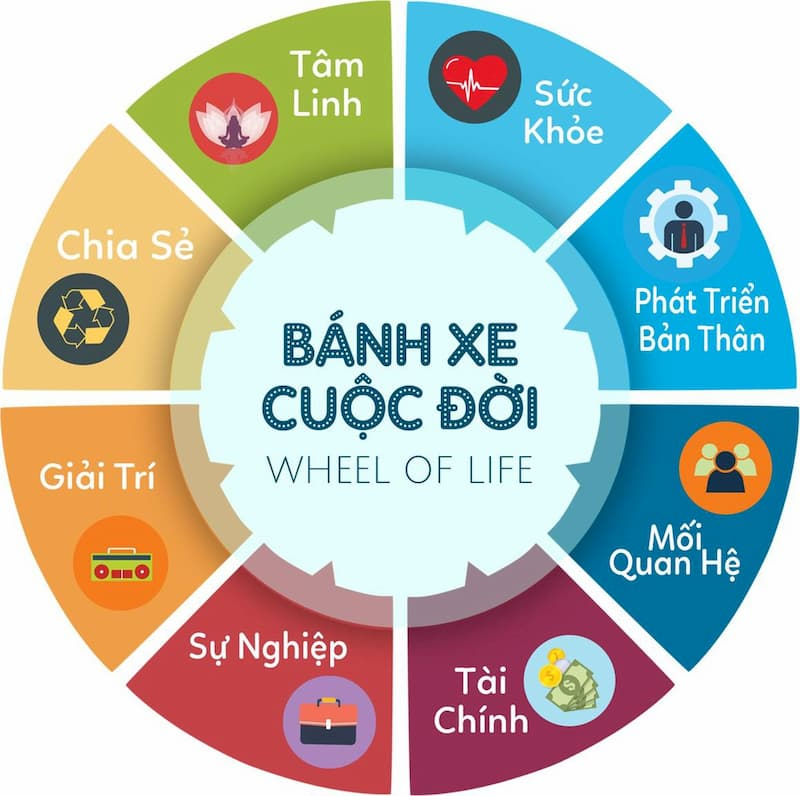 Tâm
Linh
Sức
Khỏe
Chia Sẻ
Phát Triển
Bản Thân
BÁNH XE
CUỘC ĐỜI
WHEEL OF LIFE
Giải Trí
Mối
Quan Hệ
Sự Nghiệp
Tài
Chính